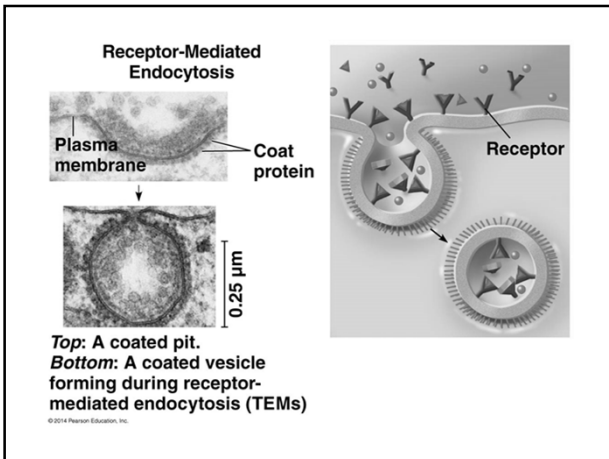 Receptor-Mediated
Endocytosis
Plasma
membrane
Coat
protein
0.25 µm
Top: A coated pit.
Bottom: A coated vesicle
forming during receptor-
mediated endocytosis (TEMs)
© 2014 Pearson Education, Inc.
Receptor